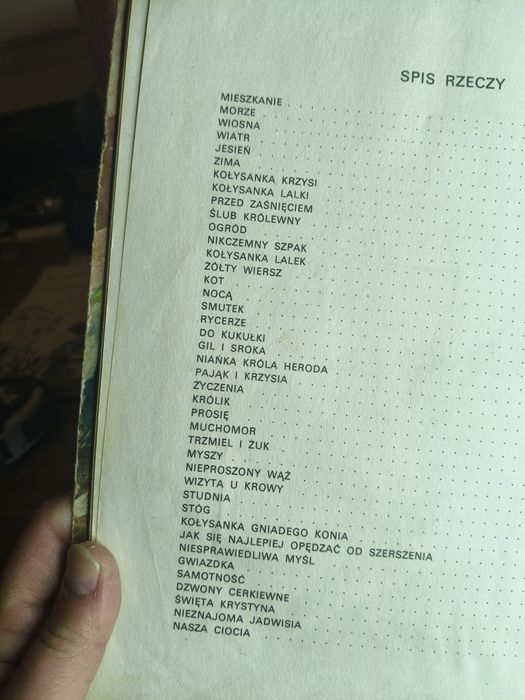 SPIS RZECZY
MIESZKANIE
MORZE
WIOSNA
WIATR
JESIEŃ
ZIMA
KOŁYSANKA KRZYSI
KOŁYSANKA LALKI
PRZED ZAŚNIĘCIEM
ŚLUB KRÓLEWNY
OGRÓD
NIKCZEMNY SZPAK
KOŁYSANKA LALEK
ŻÓŁTY WIERSZ
KOT
NOCĄ
SMUTEK
RYCERZE
DO KUKUŁKI
GIL I SROKA
NIAŃKA KRÓLA HERODA
PAJĄK I KRZYSIA
ŻYCZENIA
KRÓLIK
PROSIĘ
MUCHOMOR
TRZMIEL I ŻUK
MYSZY
NIEPROSZONY WĄŻ
WIZYTA U KROWY
STUDNIA
STÓG
KOŁYSANKA GNIADEGO KONIA
JAK SIĘ NAJLEPIEJ OPĘDZAĆ OD SZERSZENIA
NIESPRAWIEDLIWA MYŚL
GWIAZDKA
SAMOTNOŚĆ
DZWONY CERKIEWNE
ŚWIĘTA KRYSTYNA
NIEZNAJOMA JADWISIA
NASZA CIOCIA